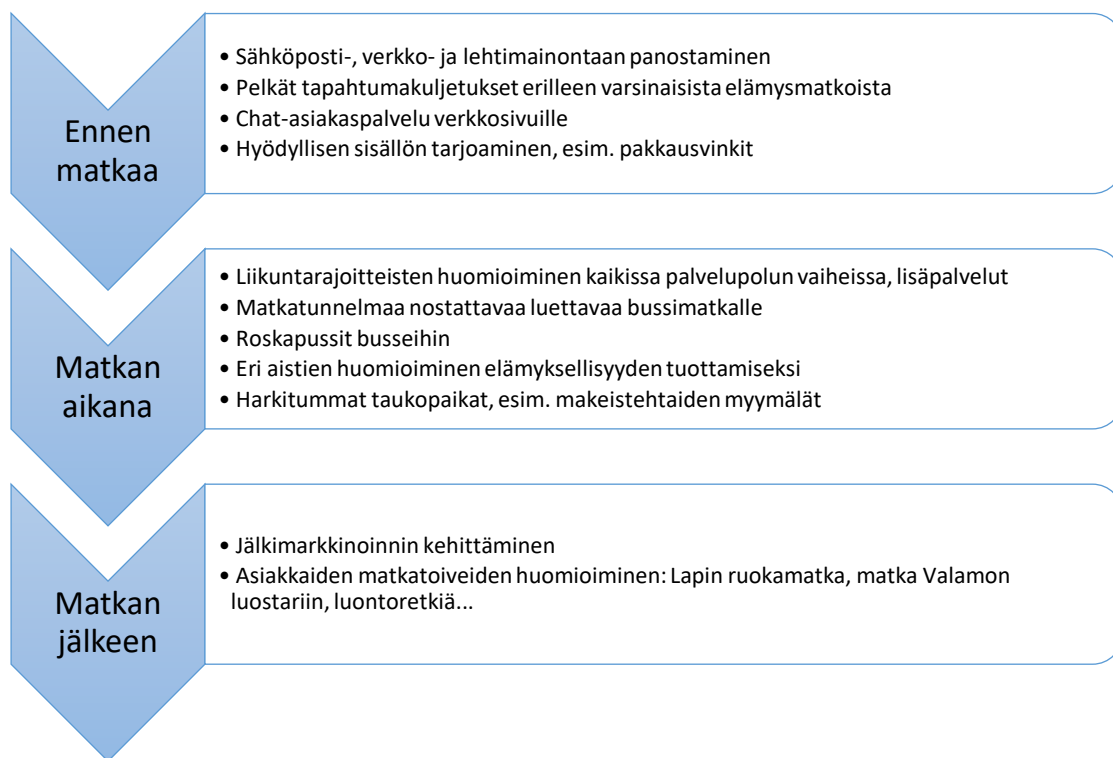 Ennen
matkaa
• Sähköposti-, verkko- ja lehtimainontaan panostaminen
• Pelkät tapahtumakuljetukset erilleen varsinaisista elämysmatkoista
• Chat-asiakaspalvelu verkkosivuille
• Hyödyllisen sisällön tarjoaminen, esim. pakkausvinkit
Matkan
aikana
• Liikuntarajoitteisten huomioiminen kaikissa palvelupolun vaiheissa, lisäpalvelut
• Matkatunnelmaa nostattavaa luettavaa bussimatkalle
• Roskapussit busseihin
• Eri aistien huomioiminen elämyksellisyyden tuottamiseksi
• Harkitummat taukopaikat, esim. makeistehtaiden myymälät
Matkan
jälkeen
• Jälkimarkkinoinnin kehittäminen
• Asiakkaiden matkatoiveiden huomioiminen: Lapin ruokamatka, matka Valamon
luostariin, luontoretkiä...